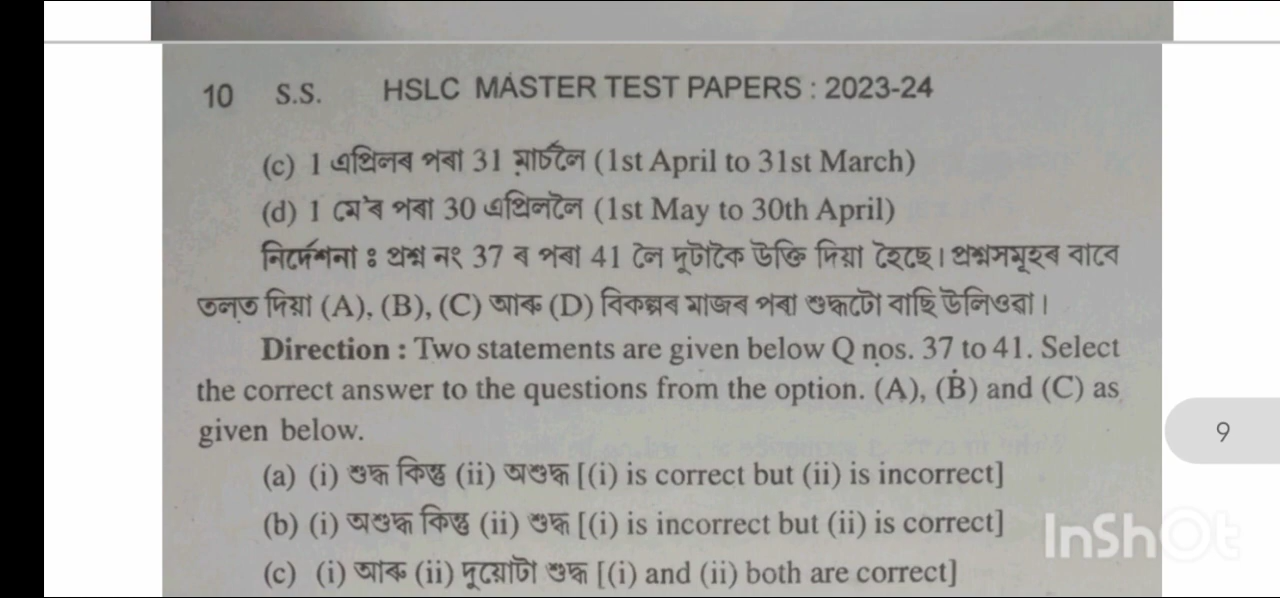 10 S.S. HSLC MASTER TEST PAPERS : 2023-24
(c) 1 এপ্ৰিলৰ পৰা 31 মাৰ্চলৈ (1st April to 31st March)
(d) 1 মে'ৰ পৰা 30 এপ্ৰিললৈ (1st May to 30th April)
নিৰ্দেশনা : প্ৰশ্ন নং 37 ৰ পৰা 41 লৈ দুটাকৈ উক্তি দিয়া হৈছে। প্ৰশ্নসমূহৰ বাবে
তলত দিয়া (A), (B), (C) আৰু (D) বিকল্পৰ মাজৰ পৰা শুদ্ধটো বাছি উলিওৱা।
Direction : Two statements are given below Q nos. 37 to 41. Select
the correct answer to the questions from the option. (A), (B) and (C) as
given below.
(a) (i) শুদ্ধ কিন্তু (ii) অশুদ্ধ [(i) is correct but (ii) is incorrect]
(b) (i) অশুদ্ধ কিন্তু (ii) শুদ্ধ [(i) is incorrect but (ii) is correct]
(c) (i) আৰু (ii) দুয়োটা শুদ্ধ [(i) and (ii) both are correct]
9
InShOt